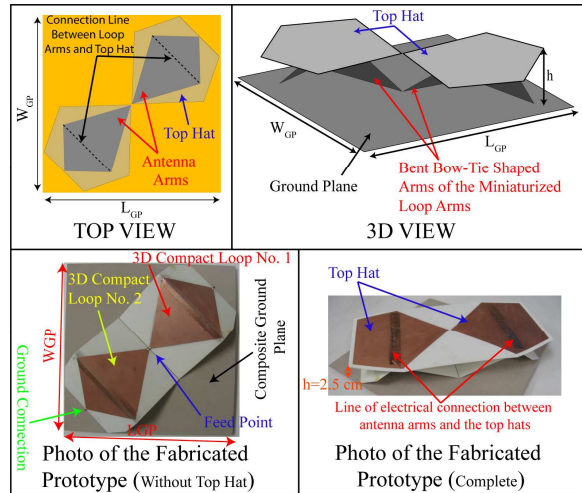 Connection Line
Between Loop
Arms and Top Hat
W_GP
Top Hat
Antenna
Arms
L_GP
TOP VIEW
Top Hat
h
W_GP
L_GP
Ground Plane
Bent Bow-Tie Shaped
Arms of the Miniaturized
Loop Arms
3D VIEW
3D Compact Loop No. 1
3D Compact
Loop No. 2
WGP
Composite Ground
Plane
Ground Connection
Feed Point
LGP
Photo of the Fabricated
Prototype (Without Top Hat)
Top Hat
h=2.5 cm
Line of electrical connection between
antenna arms and the top hats
Photo of the Fabricated
Prototype (Complete)